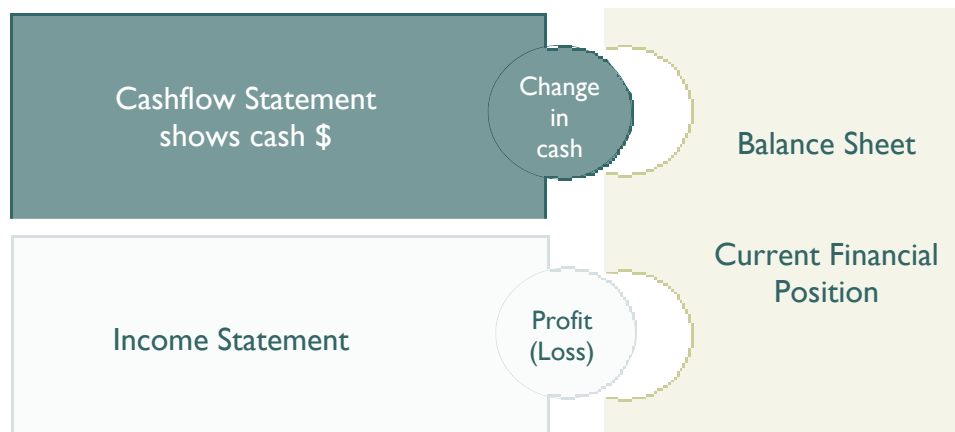 Cashflow Statement
shows cash $
Change
in
cash
Balance Sheet
Current Financial
Position
Income Statement
Profit
(Loss)